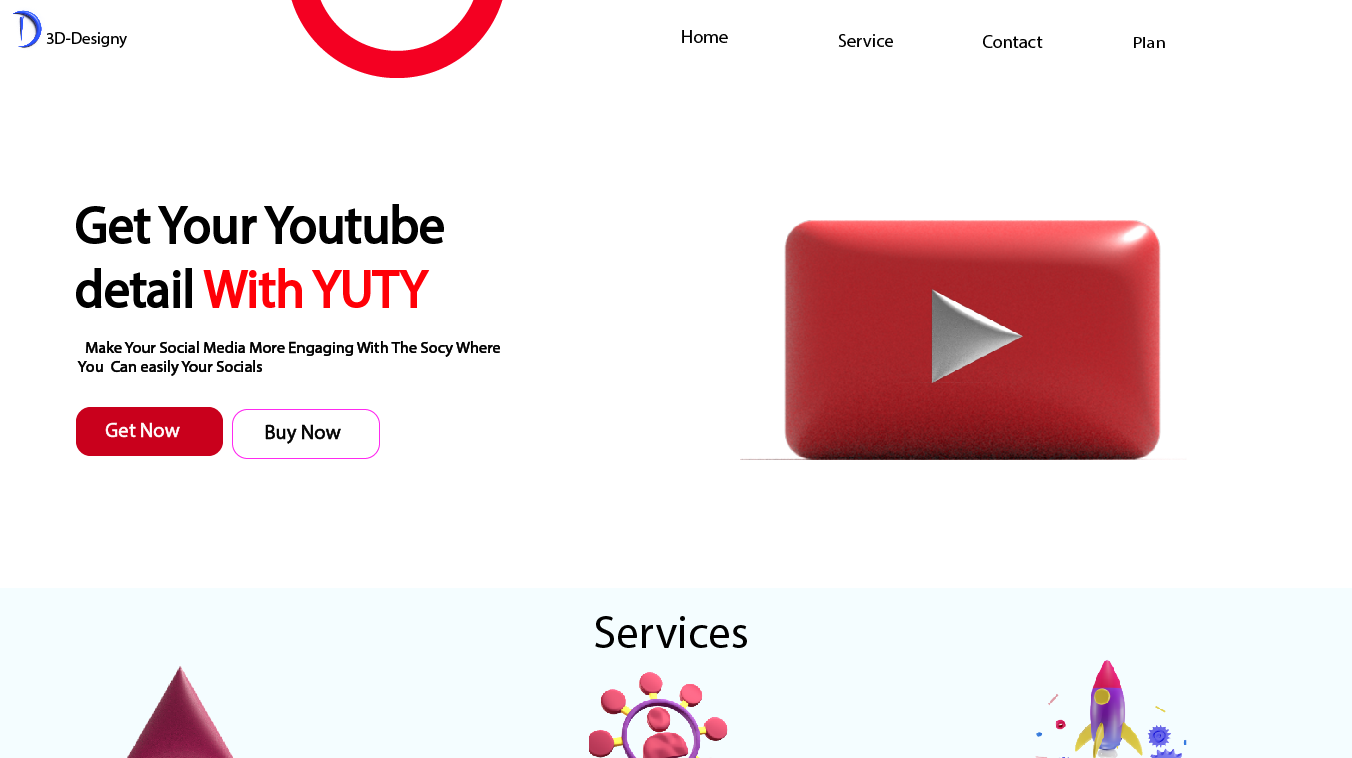 3D-Designy
Home
Service
Contact
Plan
Get Your Youtube
detail With YUTY
Make Your Social Media More Engaging With The Socy Where
You Can easily Your Socials
Get Now
Buy Now
Services